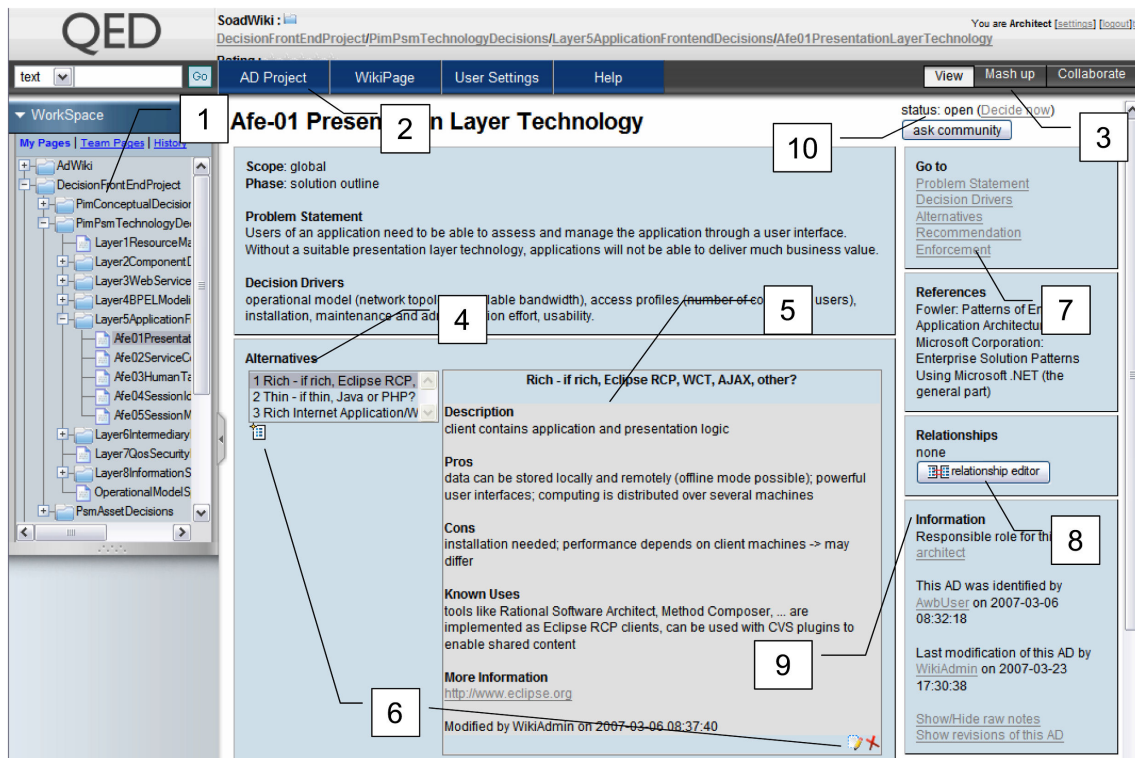 QED
SoadWiki :
You are Architect [settings] [logout]
DecisionFrontEndProject/PimPsmTechnologyDecisions/Layer5ApplicationFrontendDecisions/Afe01PresentationLayerTechnology
text
Go
AD Project
WikiPage
User Settings
Help
View
Mash up
Collaborate
WorkSpace
My Pages | Team Pages | History
AdWiki
DecisionFrontEndProject
PimConceptualDecision
PimPsmTechnologyDe
Layer1ResourceMa
Layer2Component
Layer3WebService
Layer4BPELModeli
Layer5ApplicationF
Afe01Presentat
Afe02ServiceC
Afe03HumanTa
Afe04SessionId
Afe05SessionM
Layer6Intermediary
Layer7QosSecurity
Layer8InformationS
OperationalModelS
PsmAssetDecisions
1
2
3
10
Afe-01 Presen n Layer Technology
status: open (Decide now)
ask community
Scope: global
Phase: solution outline
Problem Statement
Users of an application need to be able to assess and manage the application through a user interface.
Without a suitable presentation layer technology, applications will not be able to deliver much business value.
Decision Drivers
operational model (network topol lable bandwidth), access profiles (number of co users),
installation, maintenance and ad ion effort, usability.
4
5
Alternatives
1 Rich - if rich, Eclipse RCP,
2 Thin - if thin, Java or PHP?
3 Rich Internet Application/W
Rich - if rich, Eclipse RCP, WCT, AJAX, other?
Description
client contains application and presentation logic
Pros
data can be stored locally and remotely (offline mode possible); powerful
user interfaces; computing is distributed over several machines
Cons
installation needed; performance depends on client machines -> may
differ
Known Uses
tools like Rational Software Architect, Method Composer, ... are
implemented as Eclipse RCP clients, can be used with CVS plugins to
enable shared content
More Information
http://www.eclipse.org
Modified by WikiAdmin on 2007-03-06 08:37:40
6
Go to
Problem Statement
Decision Drivers
Alternatives
Recommendation
Enforcement
7
References
Fowler: Patterns of En
Application Architectu
Microsoft Corporation:
Enterprise Solution Patterns
Using Microsoft .NET (the
general part)
Relationships
none
relationship editor
8
Information
Responsible role for thi
architect
This AD was identified by
AwbUser on 2007-03-06
08:32:18
9
Last modification of this AD by
WikiAdmin on 2007-03-23
17:30:38
Show/Hide raw notes
Show revisions of this AD